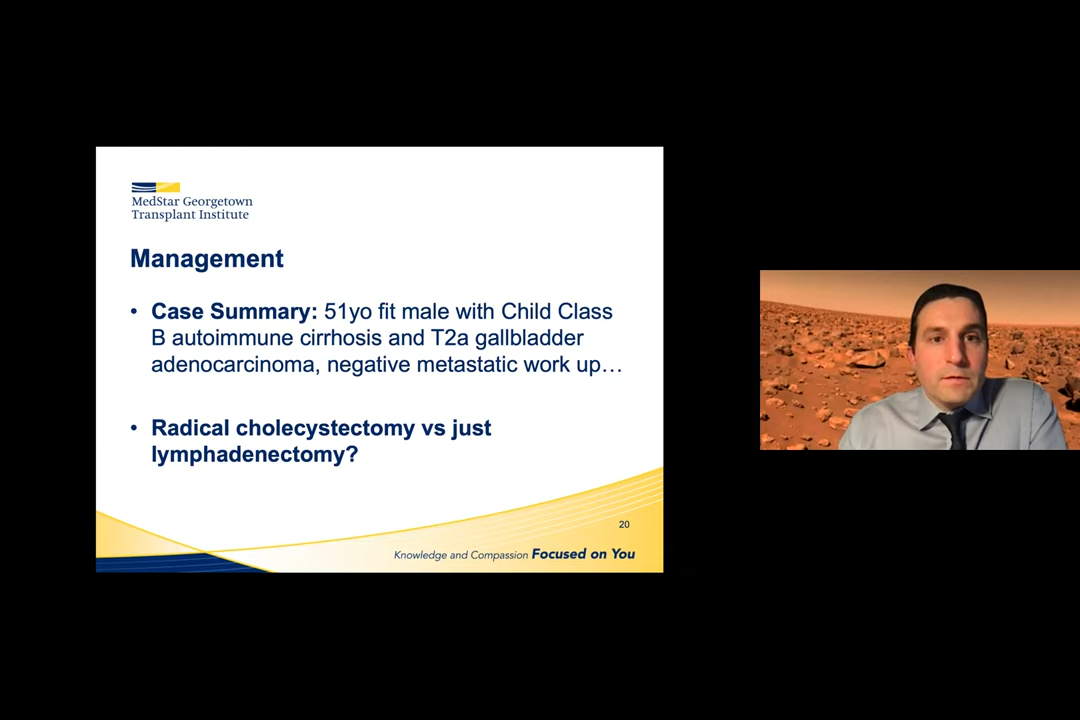 MedStar Georgetown
Transplant Institute
Management
• Case Summary: 51yo fit male with Child Class
B autoimmune cirrhosis and T2a gallbladder
adenocarcinoma, negative metastatic work up…
• Radical cholecystectomy vs just
lymphadenectomy?
20
Knowledge and Compassion Focused on You